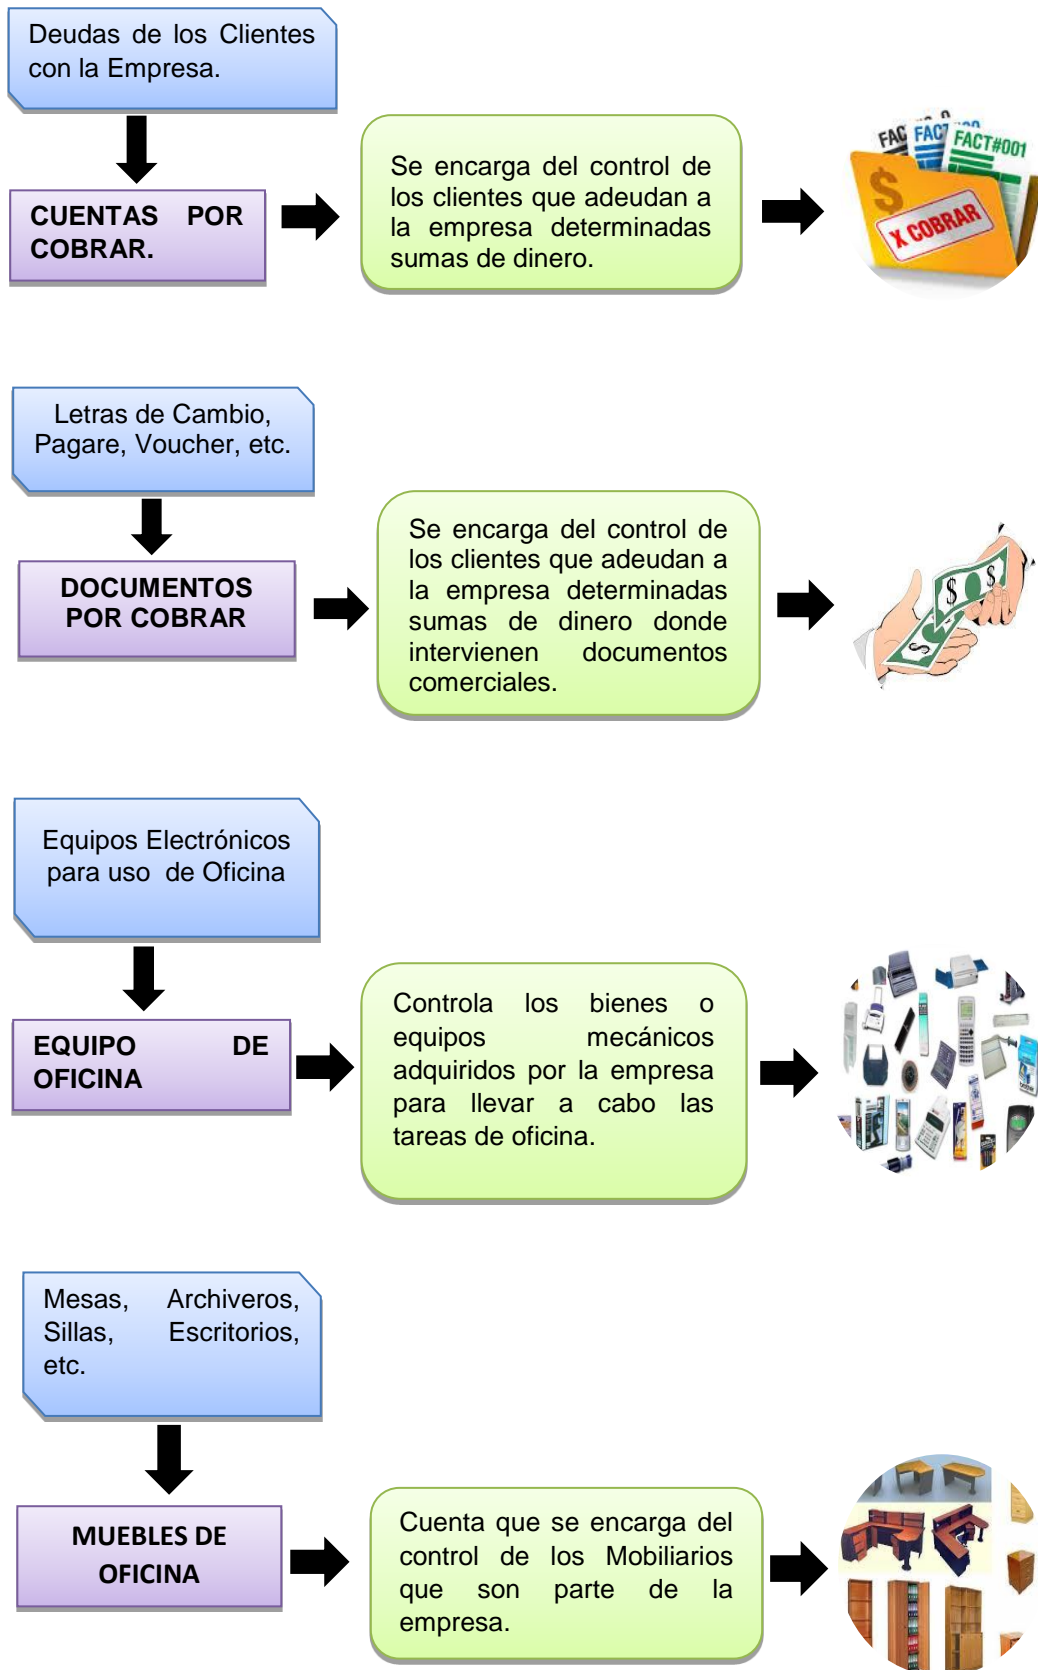 Deudas de los Clientes
con la Empresa.
CUENTAS POR
COBRAR.
Se encarga del control de
los clientes que adeudan a
la empresa determinadas
sumas de dinero.
FACT#001
$
X COBRAR
Letras de Cambio,
Pagare, Voucher, etc.
DOCUMENTOS
POR COBRAR
Se encarga del control de
los clientes que adeudan a
la empresa determinadas
sumas de dinero donde
intervienen documentos
comerciales.
$ $
$
Equipos Electrónicos
para uso de Oficina
EQUIPO DE
OFICINA
Controla los bienes o
equipos mecánicos
adquiridos por la empresa
para llevar a cabo las
tareas de oficina.
Mesas, Archiveros,
Sillas, Escritorios,
etc.
MUEBLES DE
OFICINA
Cuenta que se encarga del
control de los Mobiliarios
que son parte de la
empresa.